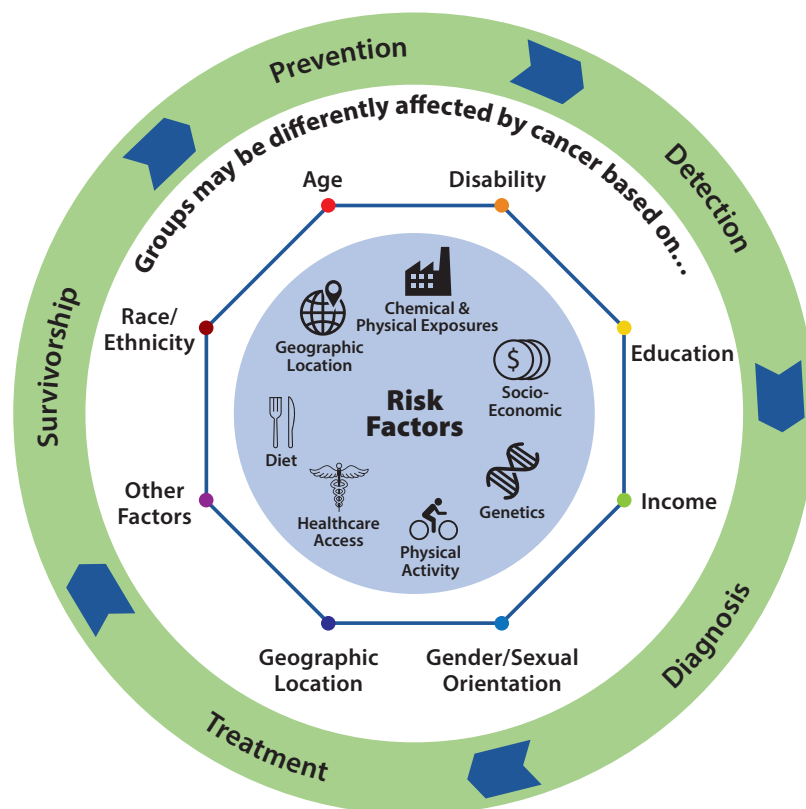 Prevention
Detection
Diagnosis
Treatment
Survivorship
Groups may be differently affected by cancer based on...
Age
Disability
Education
Income
Gender/Sexual
Orientation
Geographic
Location
Other
Factors
Race/
Ethnicity
Risk
Factors
Chemical &
Physical Exposures
$
Socio-
Economic
Genetics
Physical
Activity
Healthcare
Access
Diet
Geographic
Location